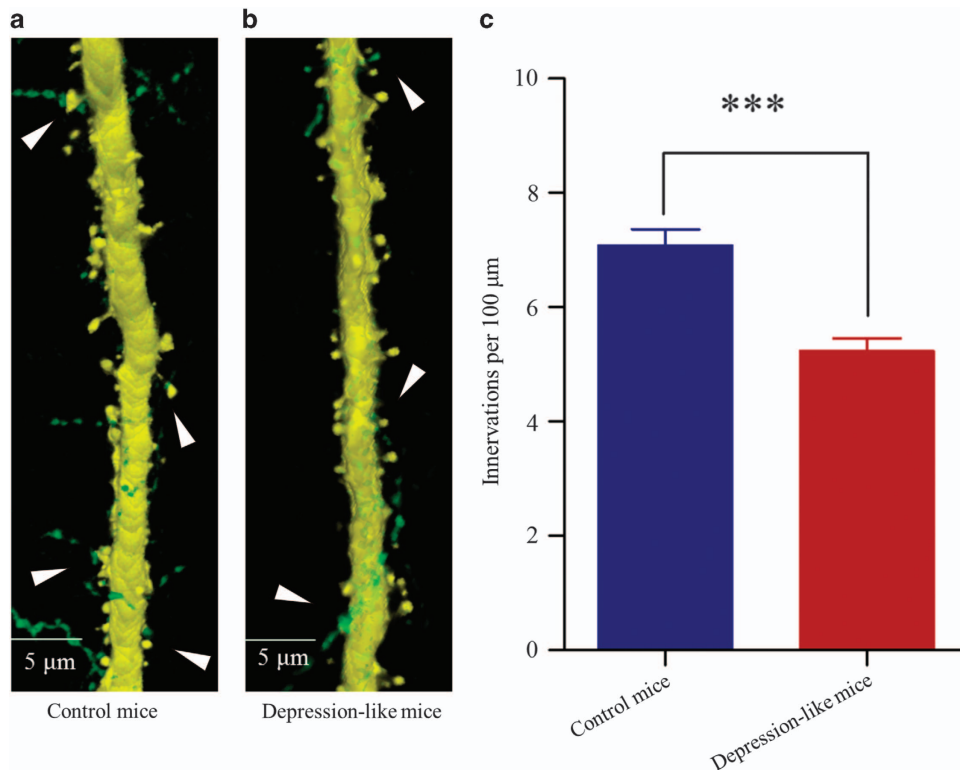 a
b
c
5 μm
Control mice
5 μm
Depression-like mice
***
Innervations per 100 μm
10
8
6
4
2
0
Control mice
Depression-like mice